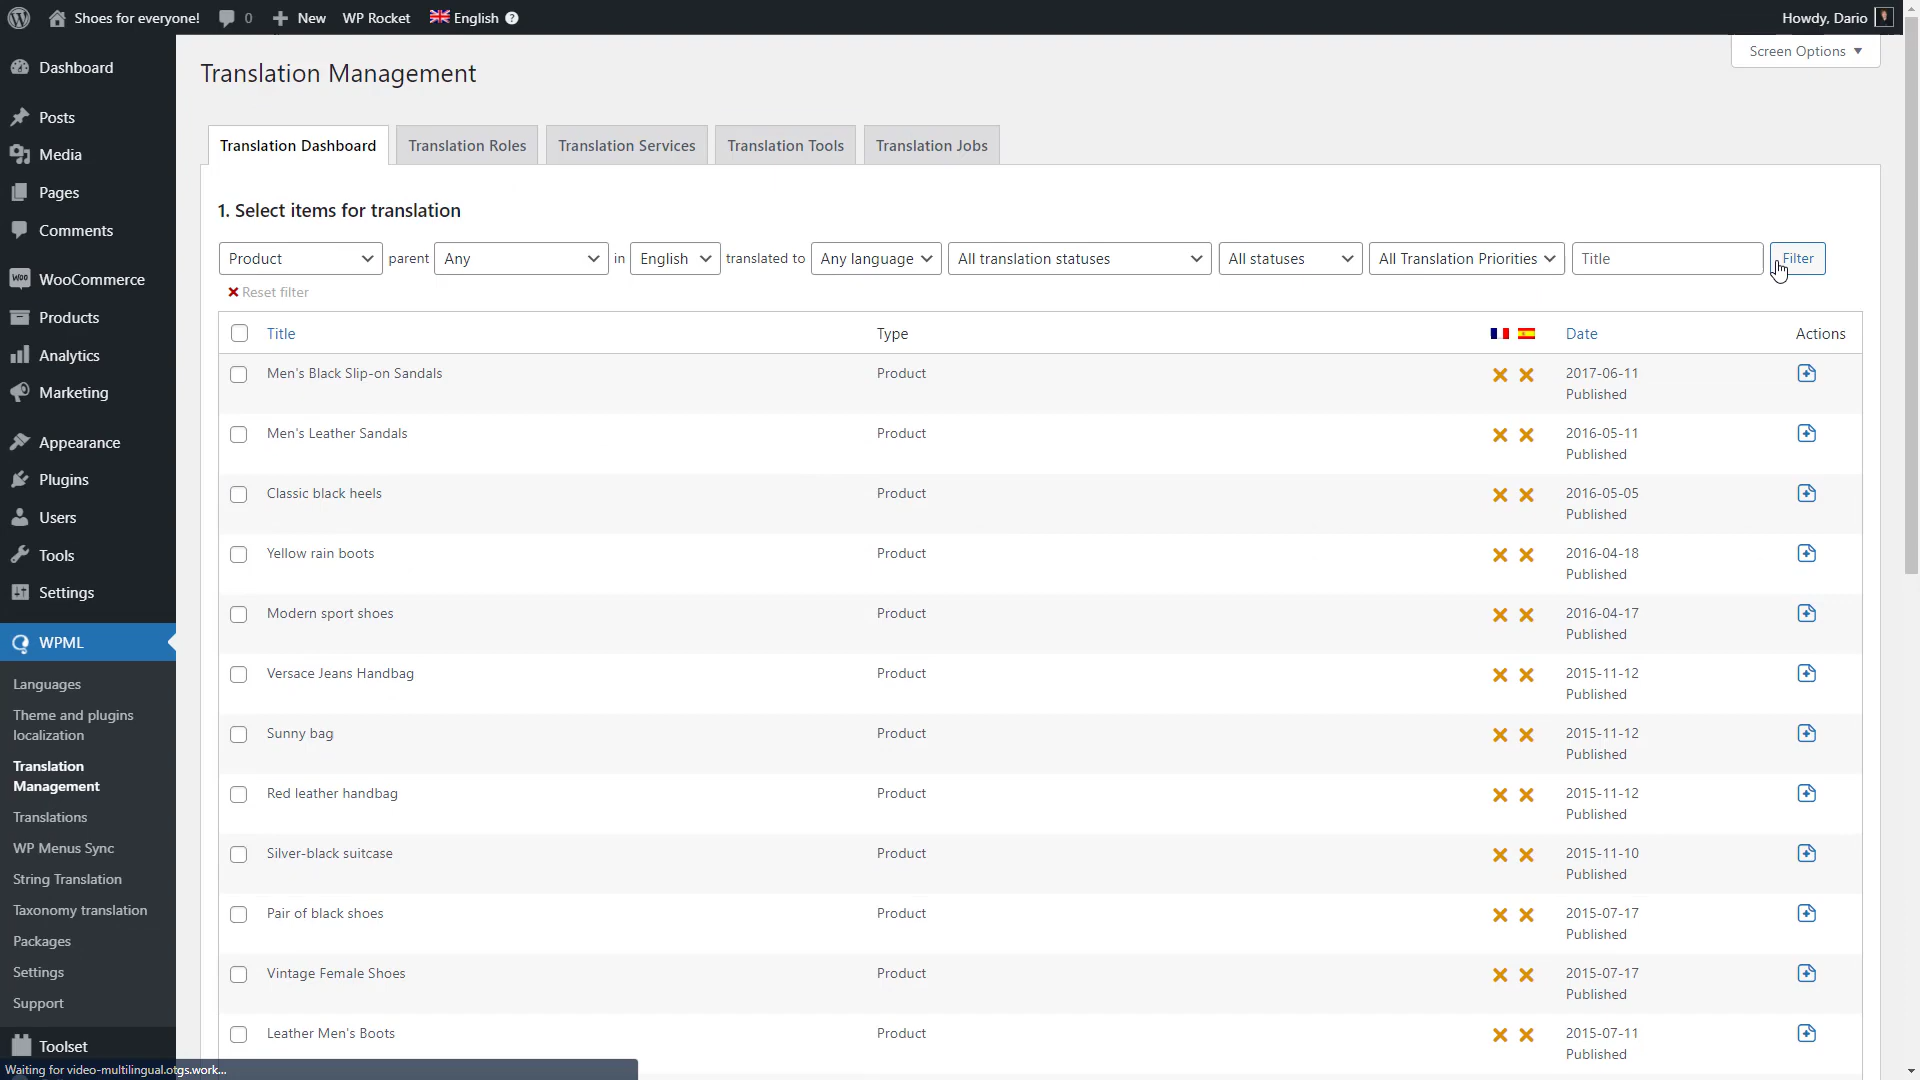 Shoes for everyone! 0 New WP Rocket English Howdy, Dario
Screen Options
Dashboard
Posts
Media
Pages
Comments
Woo WooCommerce
Products
Analytics
Marketing
Appearance
Plugins
Users
Tools
Settings
WPML
Languages
Theme and plugins
localization
Translation
Management
Translations
WP Menus Sync
String Translation
Taxonomy translation
Packages
Settings
Support
Toolset
Translation Management
Translation Dashboard Translation Roles Translation Services Translation Tools Translation Jobs
1. Select items for translation
Product parent Any in English translated to Any language All translation statuses All statuses All Translation Priorities Title Filter
Reset filter
Title Type Date Actions
Men's Black Slip-on Sandals Product 2017-06-11
Published
Men's Leather Sandals Product 2016-05-11
Published
Classic black heels Product 2016-05-05
Published
Yellow rain boots Product 2016-04-18
Published
Modern sport shoes Product 2016-04-17
Published
Versace Jeans Handbag Product 2015-11-12
Published
Sunny bag Product 2015-11-12
Published
Red leather handbag Product 2015-11-12
Published
Silver-black suitcase Product 2015-11-10
Published
Pair of black shoes Product 2015-07-17
Published
Vintage Female Shoes Product 2015-07-17
Published
Leather Men's Boots Product 2015-07-11
Published
Waiting for video-multilingual.otgs.work...